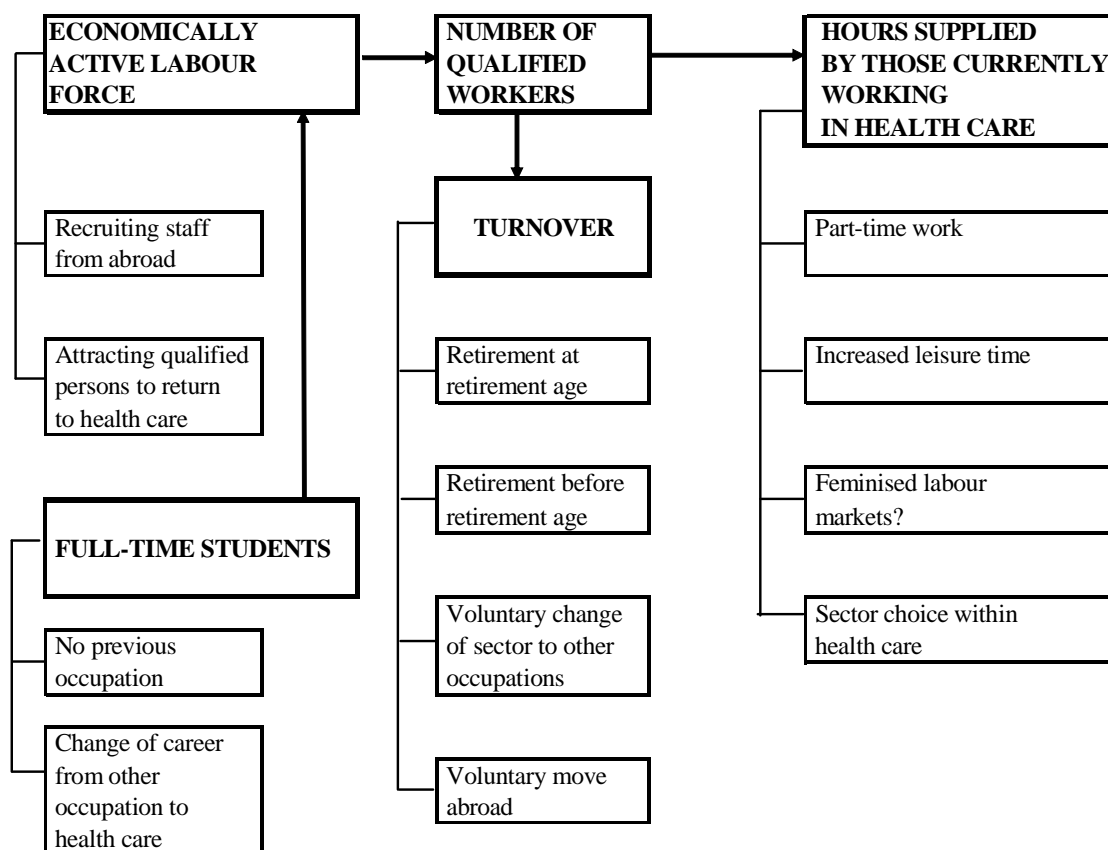 ECONOMICALLY
ACTIVE LABOUR
FORCE
Recruiting staff
from abroad
Attracting qualified
persons to return
to health care
FULL-TIME STUDENTS
No previous
occupation
Change of career
from other
occupation to
health care
NUMBER OF
QUALIFIED
WORKERS
TURNOVER
Retirement at
retirement age
Retirement before
retirement age
Voluntary change
of sector to other
occupations
Voluntary move
abroad
HOURS SUPPLIED
BY THOSE CURRENTLY
WORKING
IN HEALTH CARE
Part-time work
Increased leisure time
Feminised labour
markets?
Sector choice within
health care